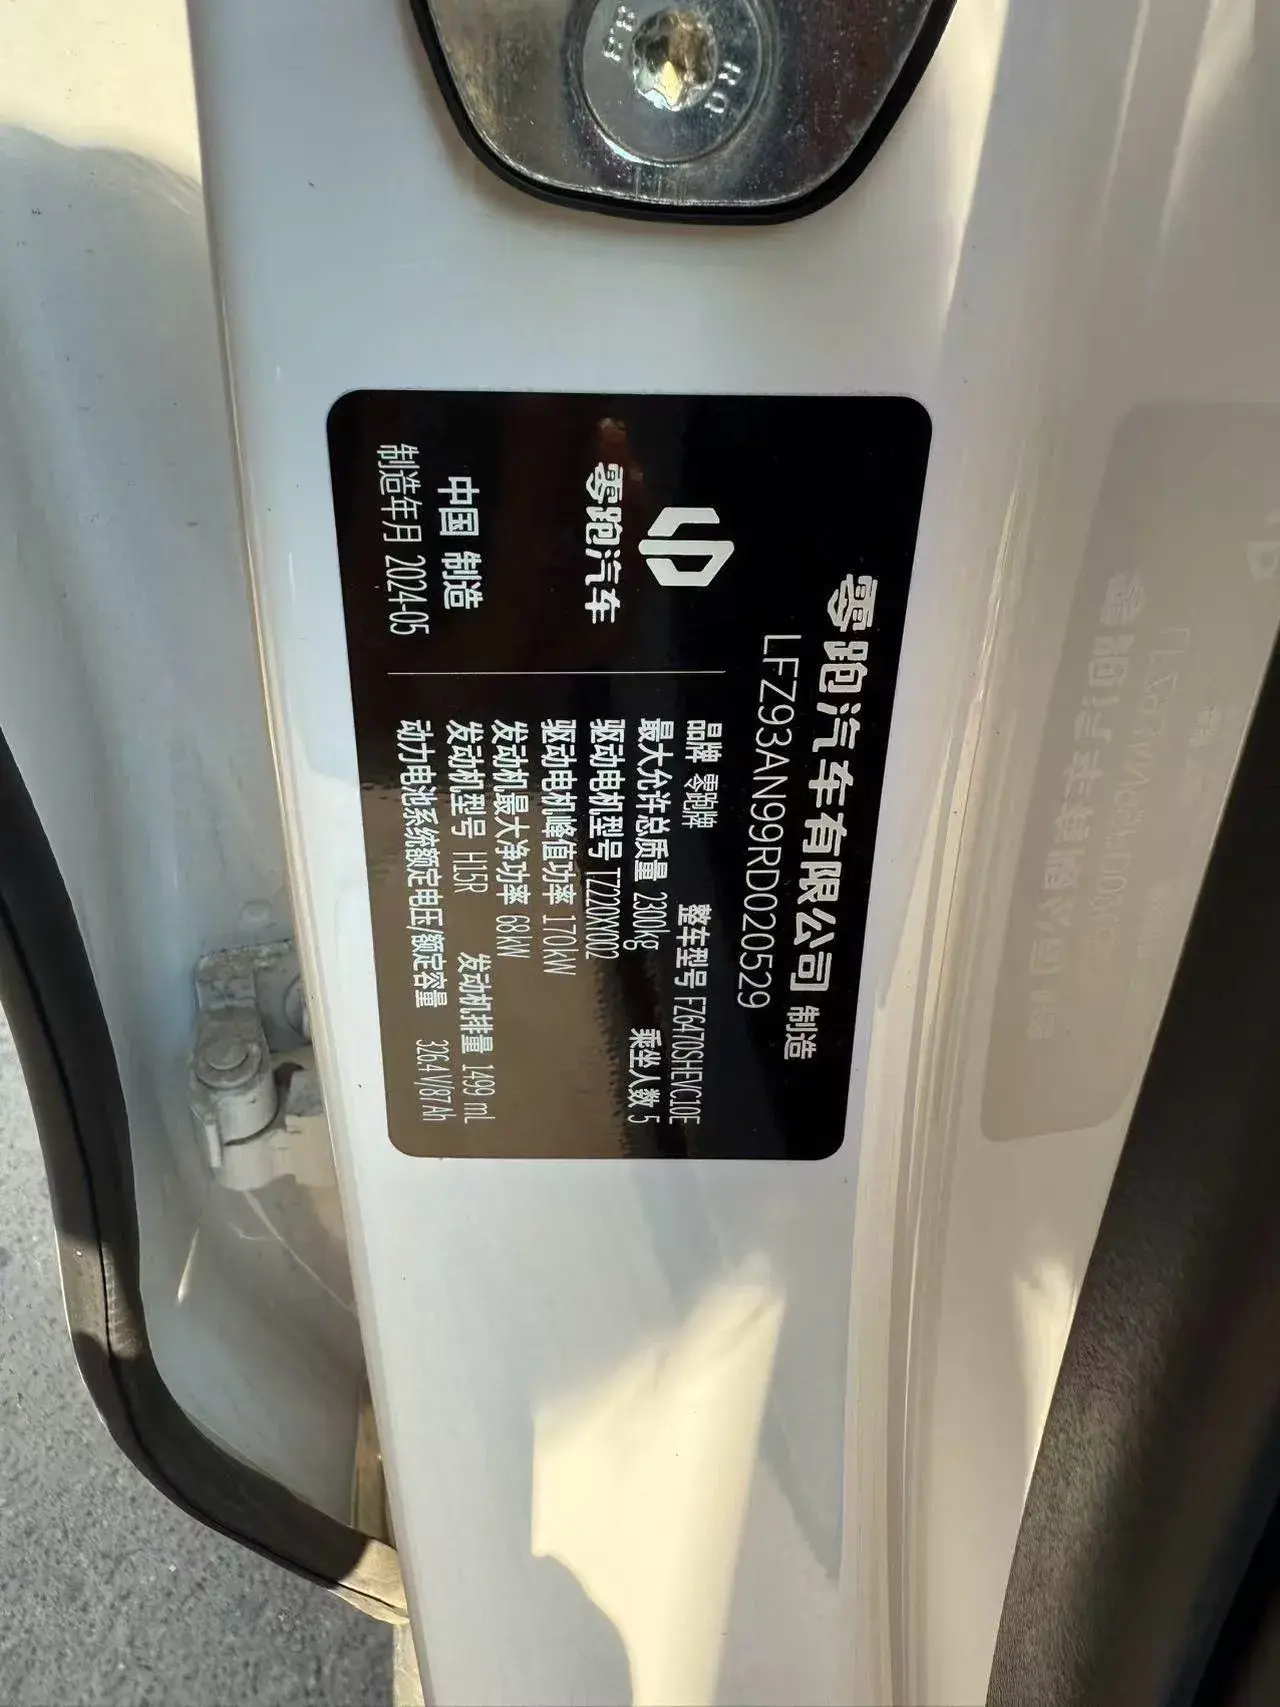 零跑汽车有限公司 制造
LFZ93AN99RD020529
零跑汽车
中国 制造
制造年月 2024-05
品牌 零跑牌 整车型号 FZ6470SHEVC10E
最大允许总质量 2300kg 乘坐人数 5
驱动电机型号 TZ220XY002
驱动电机峰值功率 170kW
发动机最大净功率 68kW
发动机型号 H15R 发动机排量 1499 mL
动力电池系统额定电压/额定容量 326.4V/87Ah